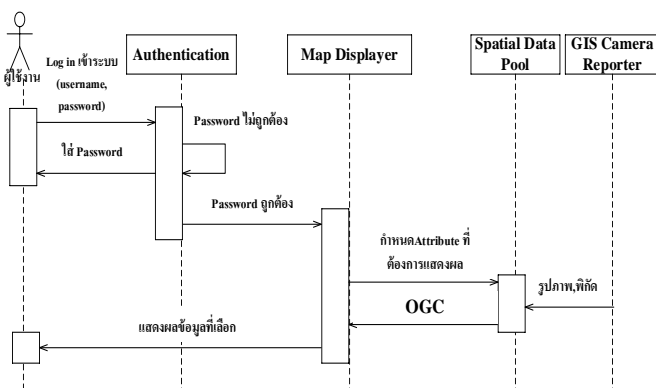 ผู้ใช้งาน
Log in เข้าระบบ
(username,
password)
Authentication
Map Displayer
Spatial Data
Pool
GIS Camera
Reporter
Password ไม่ถูกต้อง
ใส่ Password
Password ถูกต้อง
กำหนดAttribute ที่
ต้องการแสดงผล
รูปภาพ,พิกัด
OGC
แสดงผลข้อมูลที่เลือก